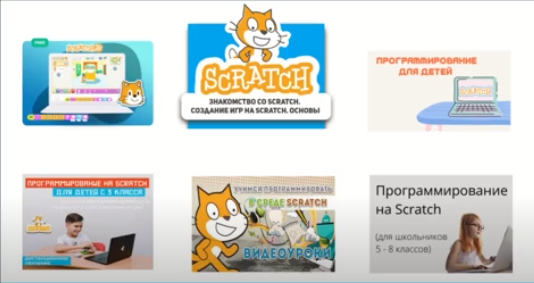 SCRATCH
ЗНАКОМСТВО СО SCRATCH.
СОЗДАНИЕ ИГР НА SCRATCH. ОСНОВЫ
ПРОГРАММИРОВАНИЕ
ДЛЯ ДЕТЕЙ
ПРОГРАММИРОВАНИЕ НА SCRATCH
ДЛЯ ДЕТЕЙ С 5 КЛАССА
УЧИМСЯ ПРОГРАММИРОВАТЬ
В СРЕДЕ SCRATCH
ВИДЕОУРОКИ
Программирование
на Scratch
(для школьников
5 - 8 классов)